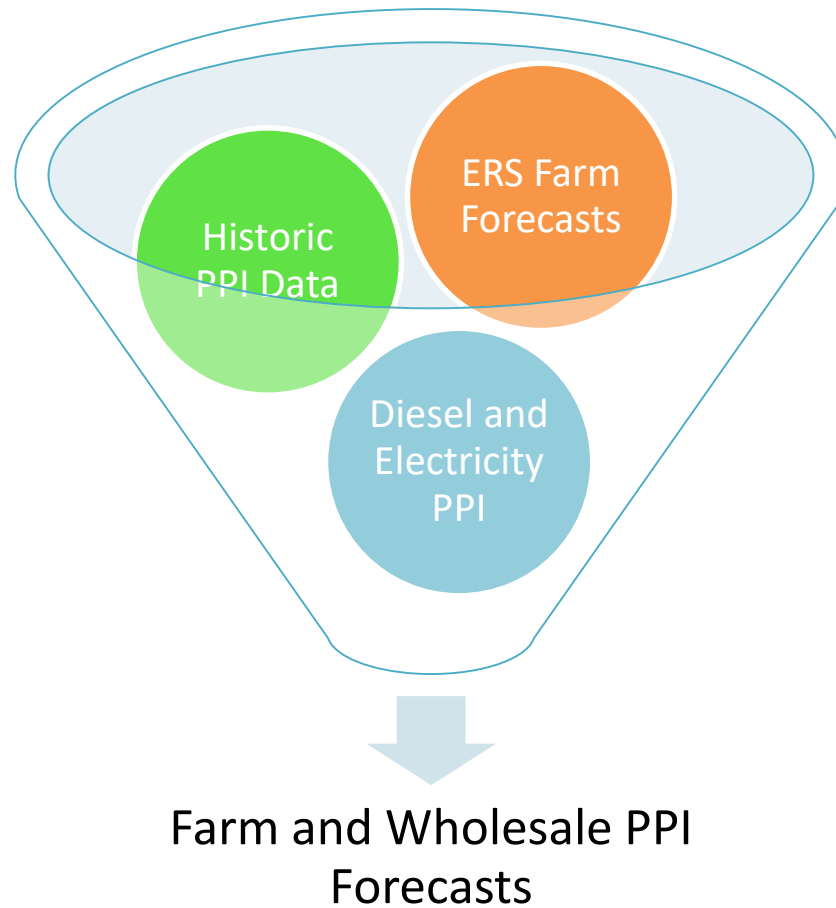 ERS Farm
Forecasts
Historic
PPI Data
Diesel and
Electricity
PPI
Farm and Wholesale PPI
Forecasts